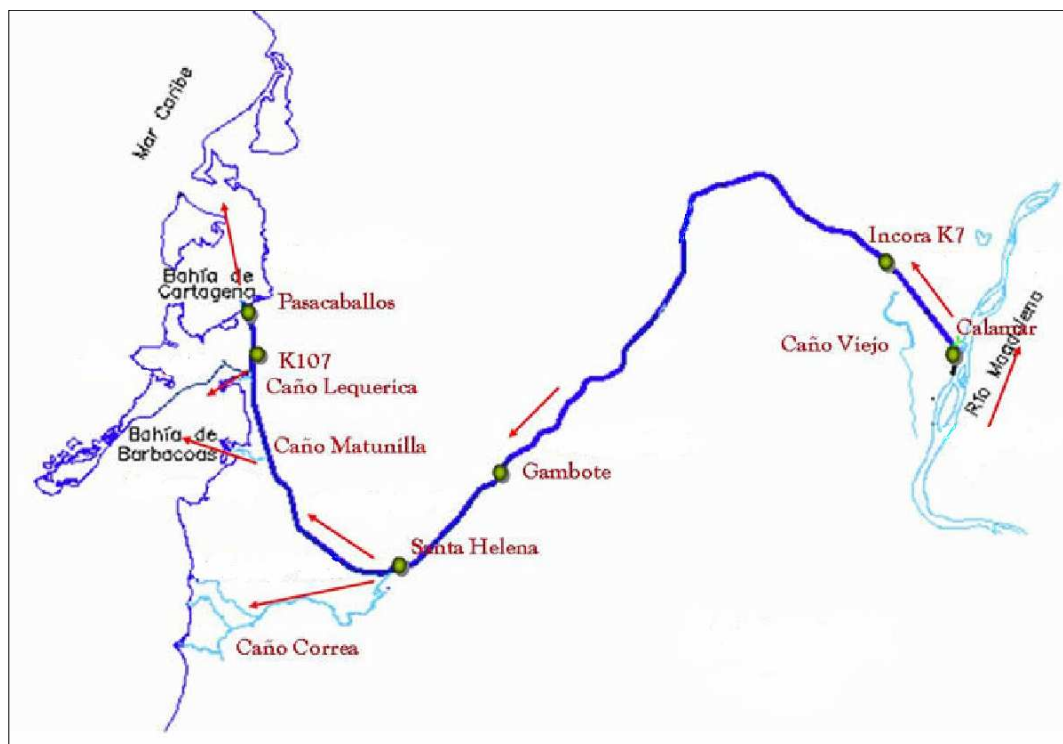 Mar Caribe
Incora K7
Bahía de
Cartagena
Pasacaballos
Calamar
Caño Viejo
Río Magdalena
K107
Caño Lequerica
Bahía de
Barbacoas
Caño Matunilla
Gambote
Santa Helena
Caño Correa